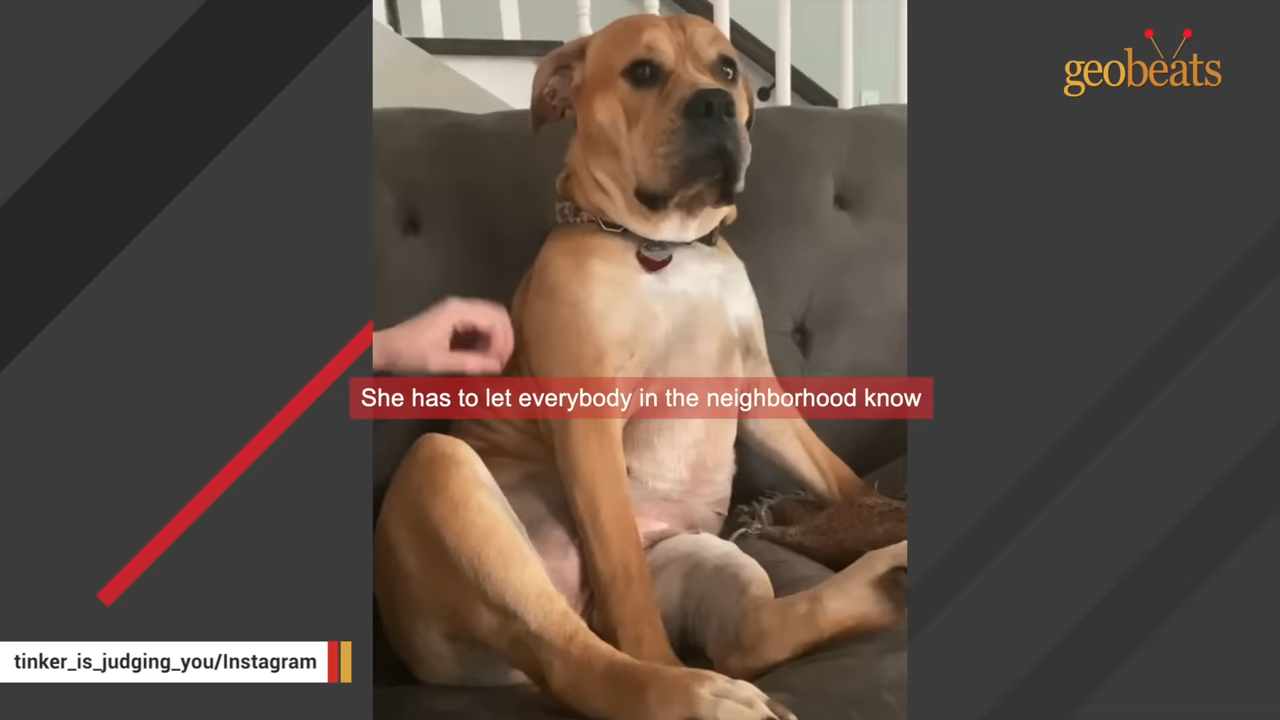 geobeats
She has to let everybody in the neighborhood know
tinker_is_judging_you/Instagram